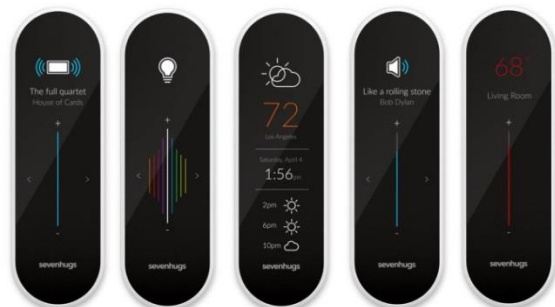 The full quartet
House of Cards
+
-
sevenhugs
+
-
sevenhugs
72
Los Angeles
Saturday, April 4
1:56pm
2pm
6pm
10pm
sevenhugs
Like a rolling stone
Bob Dylan
+
-
sevenhugs
68°
Living Room
+
-
sevenhugs